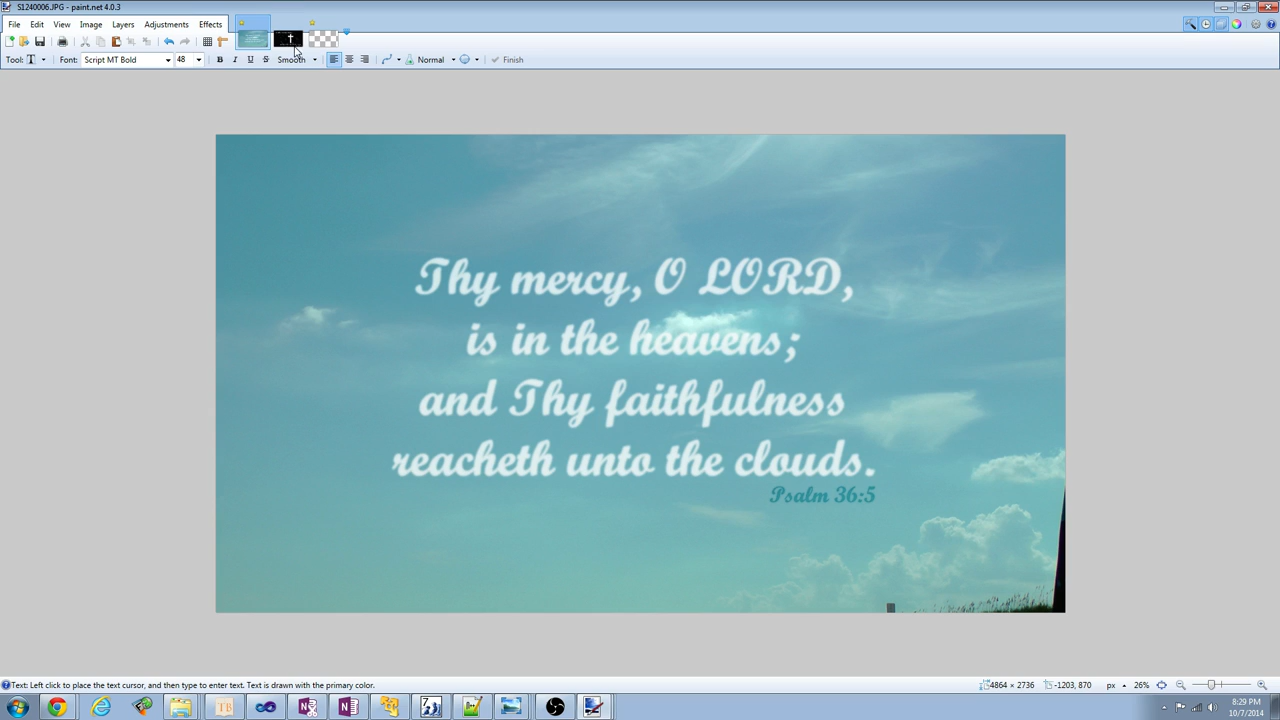 S1240006.JPG - paint.net 4.0.3
File Edit View Image Layers Adjustments Effects
Tool: T Font: Script MT Bold 48 B I U S Smooth Normal Finish
Thy mercy, O LORD,
is in the heavens;
and Thy faithfulness
reacheth unto the clouds.
Psalm 36:5
Text: Left click to place the text cursor, and then type to enter text. Text is drawn with the primary color. 4864 × 2736 -1203, 870 px 26%
TB N N
8:29 PM
10/7/2014